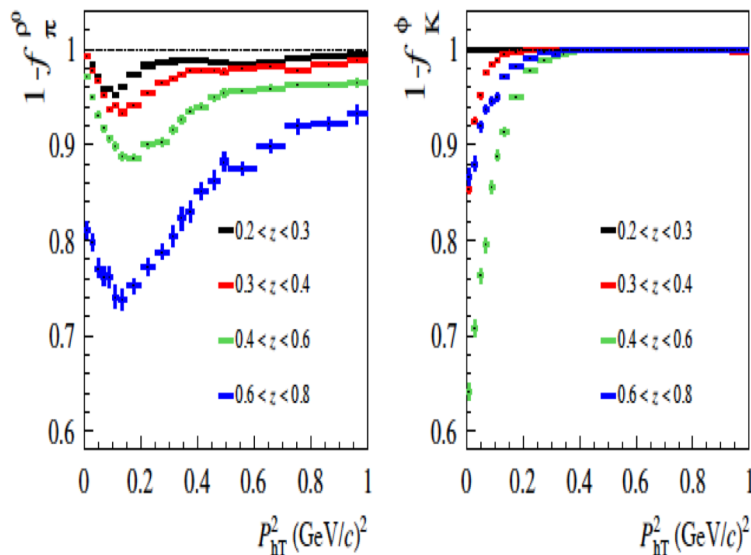 1 -f ρ⁰ π
1
0.9
0.8
0.7
0.6
0.2 < z < 0.3
0.3 < z < 0.4
0.4 < z < 0.6
0.6 < z < 0.8
0 0.2 0.4 0.6 0.8 1
P²hT (GeV/c)²
1 -f Φ K
1
0.9
0.8
0.7
0.6
0.2 < z < 0.3
0.3 < z < 0.4
0.4 < z < 0.6
0.6 < z < 0.8
0 0.2 0.4 0.6 0.8 1
P²hT (GeV/c)²